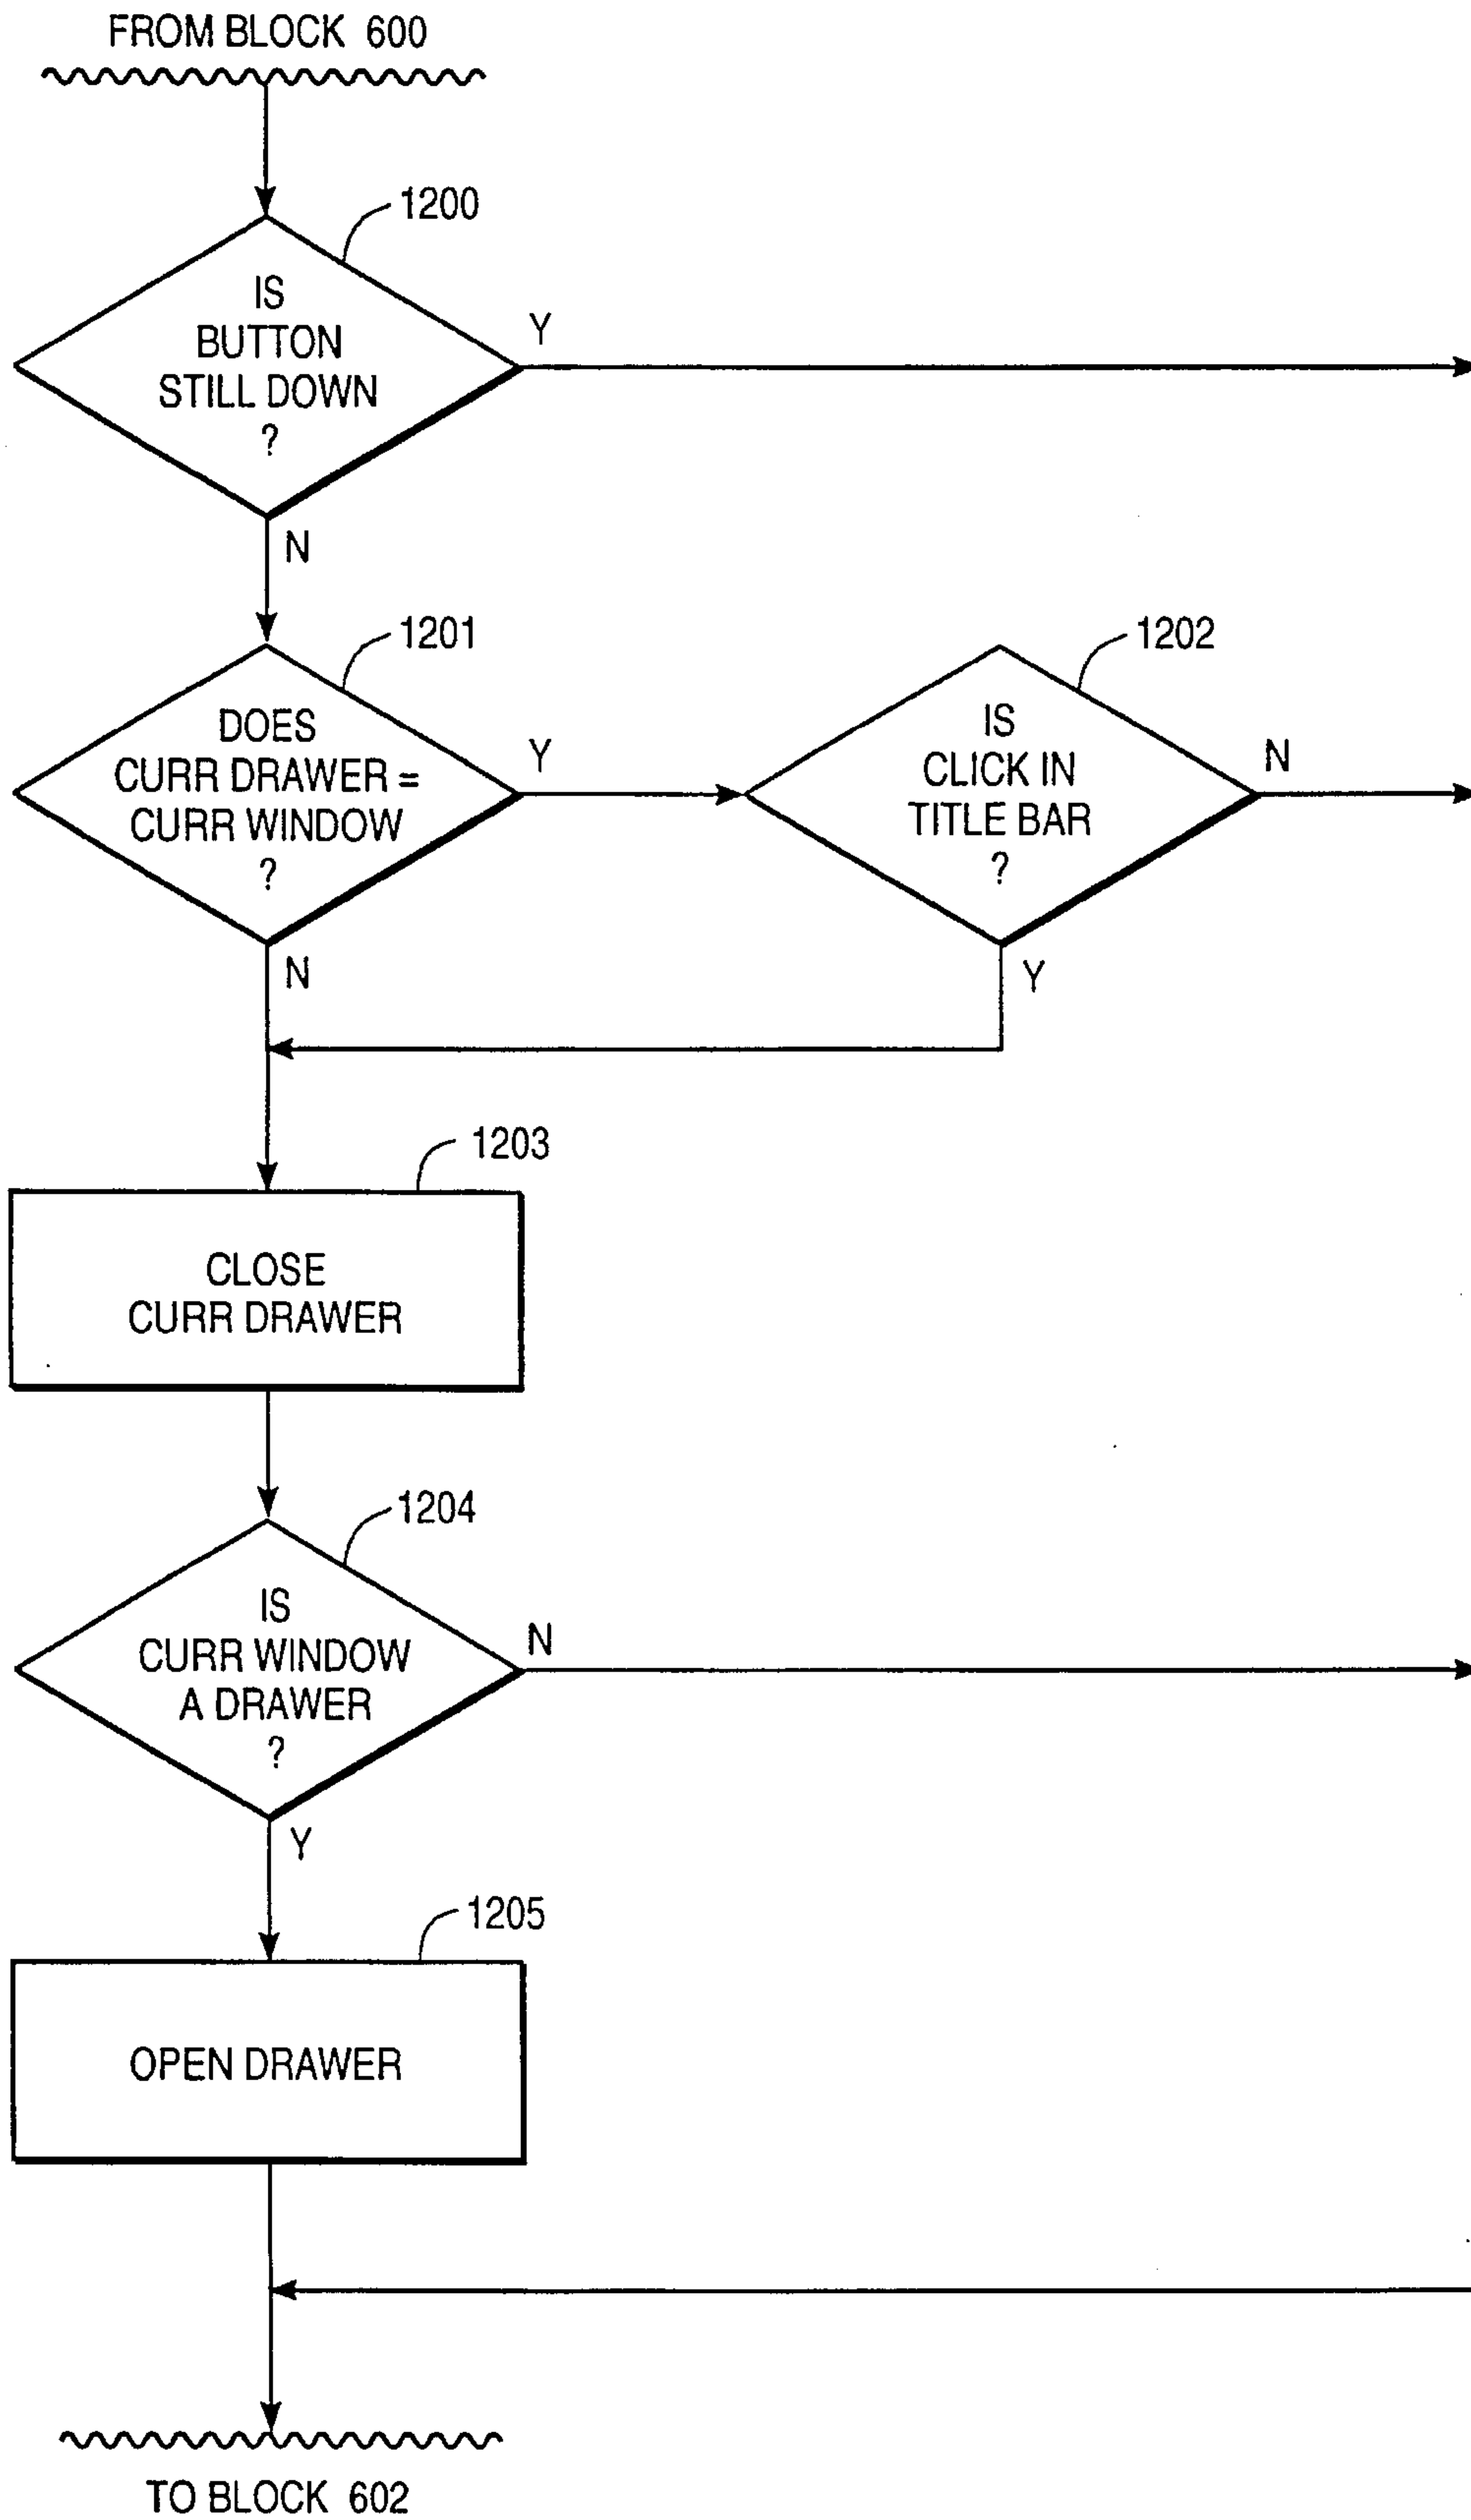 FROM BLOCK 600
1200
IS
BUTTON
STILL DOWN
?
Y
N
1201
DOES
CURR DRAWER =
CURR WINDOW
?
Y
N
1202
IS
CLICK IN
TITLE BAR
?
N
Y
1203
CLOSE
CURR DRAWER
1204
IS
CURR WINDOW
A DRAWER
?
N
Y
1205
OPEN DRAWER
TO BLOCK 602